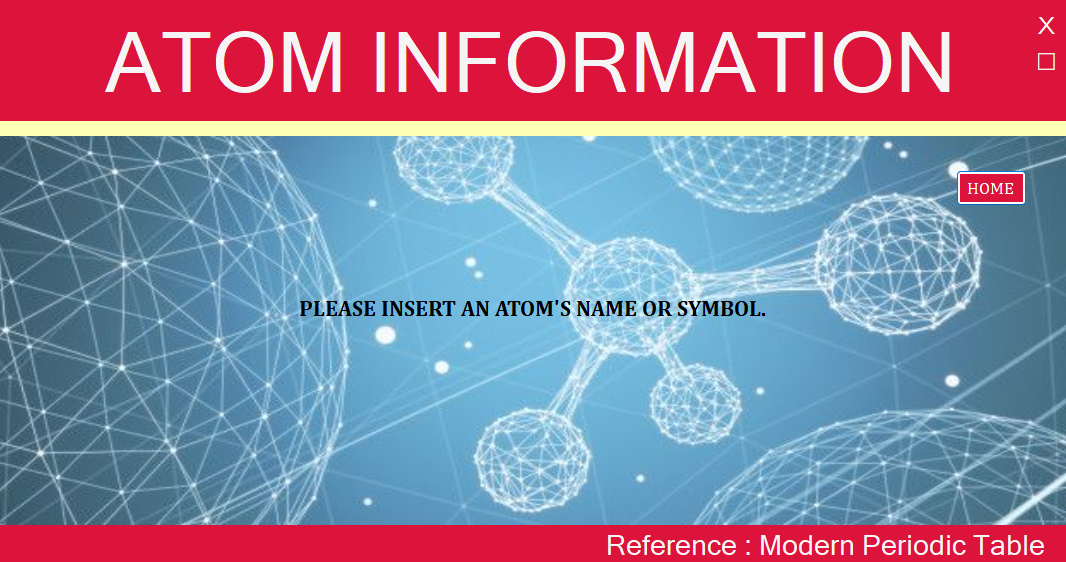 ATOM INFORMATION
X
HOME
PLEASE INSERT AN ATOM'S NAME OR SYMBOL.
Reference : Modern Periodic Table